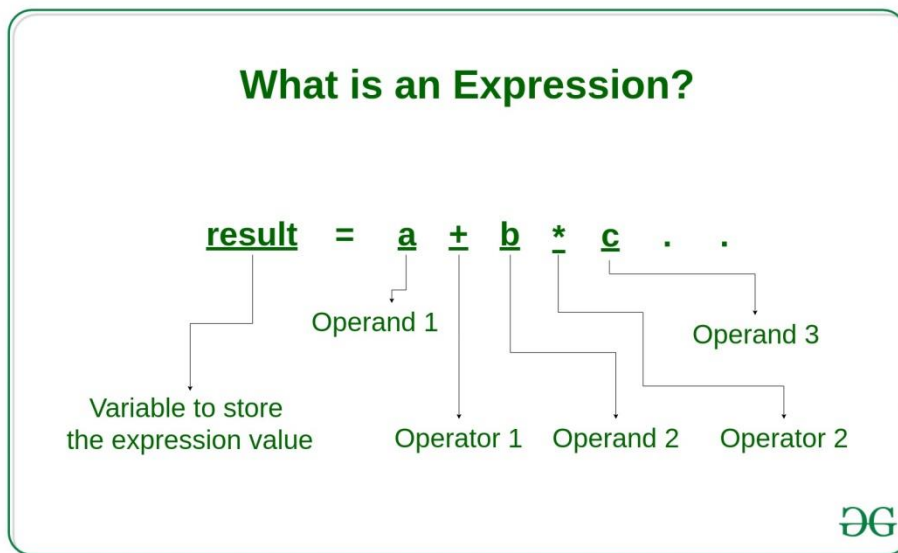 What is an Expression?
result = a + b * c . .
Operand 1
Operand 3
Variable to store
the expression value
Operator 1 Operand 2 Operator 2
GG